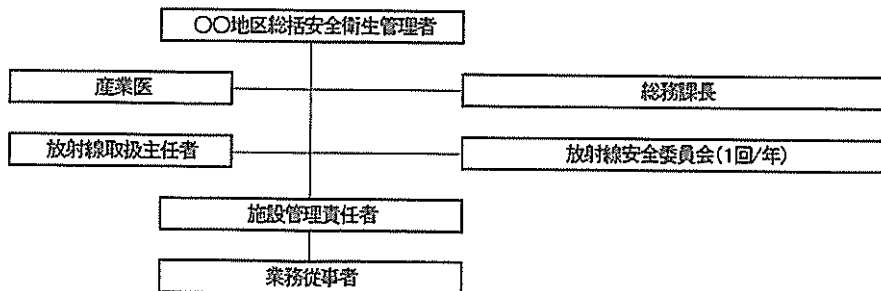 〇〇地区総括安全衛生管理者
産業医
総務課長
放射線取扱主任者
放射線安全委員会(1回/年)
施設管理責任者
業務従事者